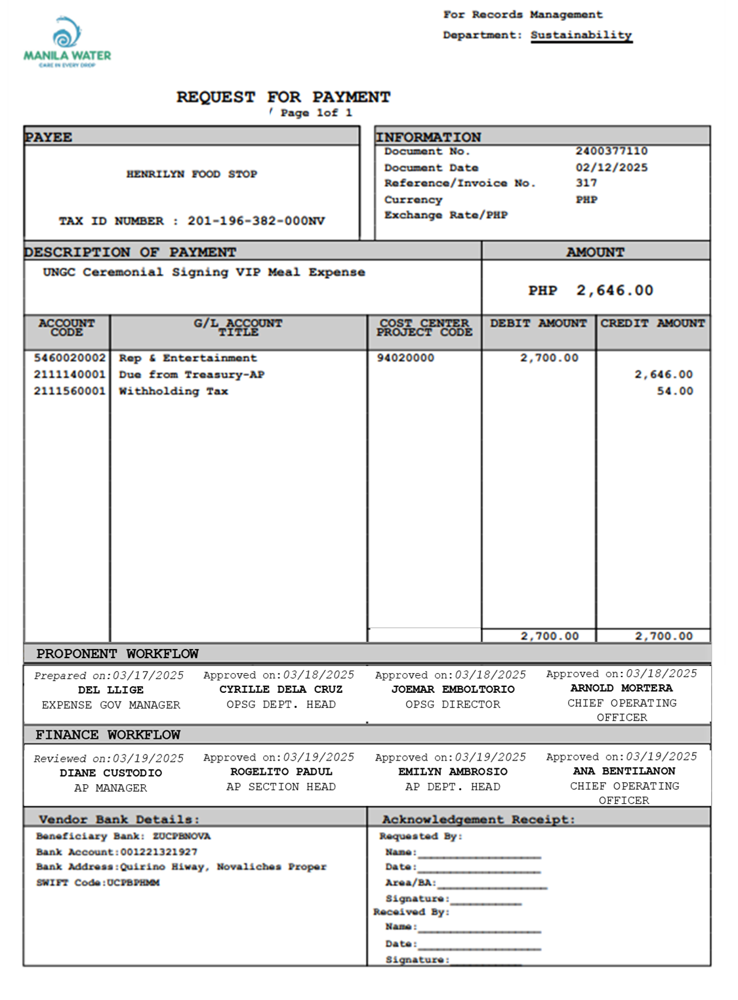 For Records Management
Department: Sustainability
MANILA WATER
CARE IN EVERY DROP
REQUEST FOR PAYMENT
/ Page 1of 1
PAYEE
HENRILYN FOOD STOP
TAX ID NUMBER : 201-196-382-000NV
INFORMATION
Document No. 2400377110
Document Date 02/12/2025
Reference/Invoice No. 317
Currency PHP
Exchange Rate/PHP
DESCRIPTION OF PAYMENT AMOUNT
UNGC Ceremonial Signing VIP Meal Expense
PHP 2,646.00
ACCOUNT CODE G/L ACCOUNT TITLE COST CENTER PROJECT CODE DEBIT AMOUNT CREDIT AMOUNT
5460020002 Rep & Entertainment 94020000 2,700.00
2111140001 Due from Treasury-AP 2,646.00
2111560001 Withholding Tax 54.00
2,700.00 2,700.00
PROPONENT WORKFLOW
Prepared on:03/17/2025 Approved on:03/18/2025 Approved on:03/18/2025 Approved on:03/18/2025
DEL LLIGE CYRILLE DELA CRUZ JOEMAR EMBOLTORIO ARNOLD MORTERA
EXPENSE GOV MANAGER OPSG DEPT. HEAD OPSG DIRECTOR CHIEF OPERATING
OFFICER
FINANCE WORKFLOW
Reviewed on:03/19/2025 Approved on:03/19/2025 Approved on:03/19/2025 Approved on:03/19/2025
DIANE CUSTODIO ROGELITO PADUL EMILYN AMBROSIO ANA BENTILANON
AP MANAGER AP SECTION HEAD AP DEPT. HEAD CHIEF OPERATING
OFFICER
Vendor Bank Details:
Beneficiary Bank: ZUCPBNOVA
Bank Account:001221321927
Bank Address:Quirino Hiway, Novaliches Proper
SWIFT Code:UCPBPHMM
Acknowledgement Receipt:
Requested By:
Name:___________________
Date:___________________
Area/BA:_________________
Signature:___________
Received By:
Name:___________________
Date:___________________
Signature:___________